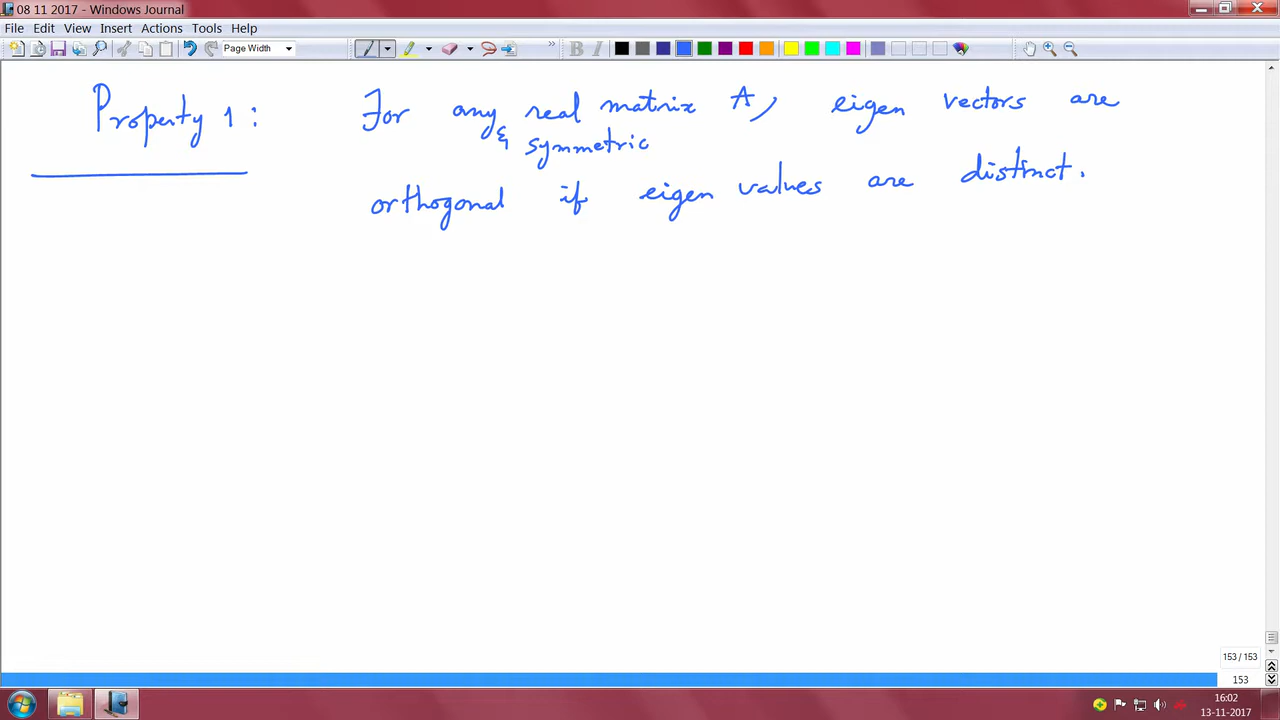 08 11 2017 - Windows Journal
File Edit View Insert Actions Tools Help
Page Width
B I
Property 1: For any real matrix A, eigen vectors are
& symmetric
orthogonal if eigen values are distinct.
153 / 153
153
16:02
13-11-2017